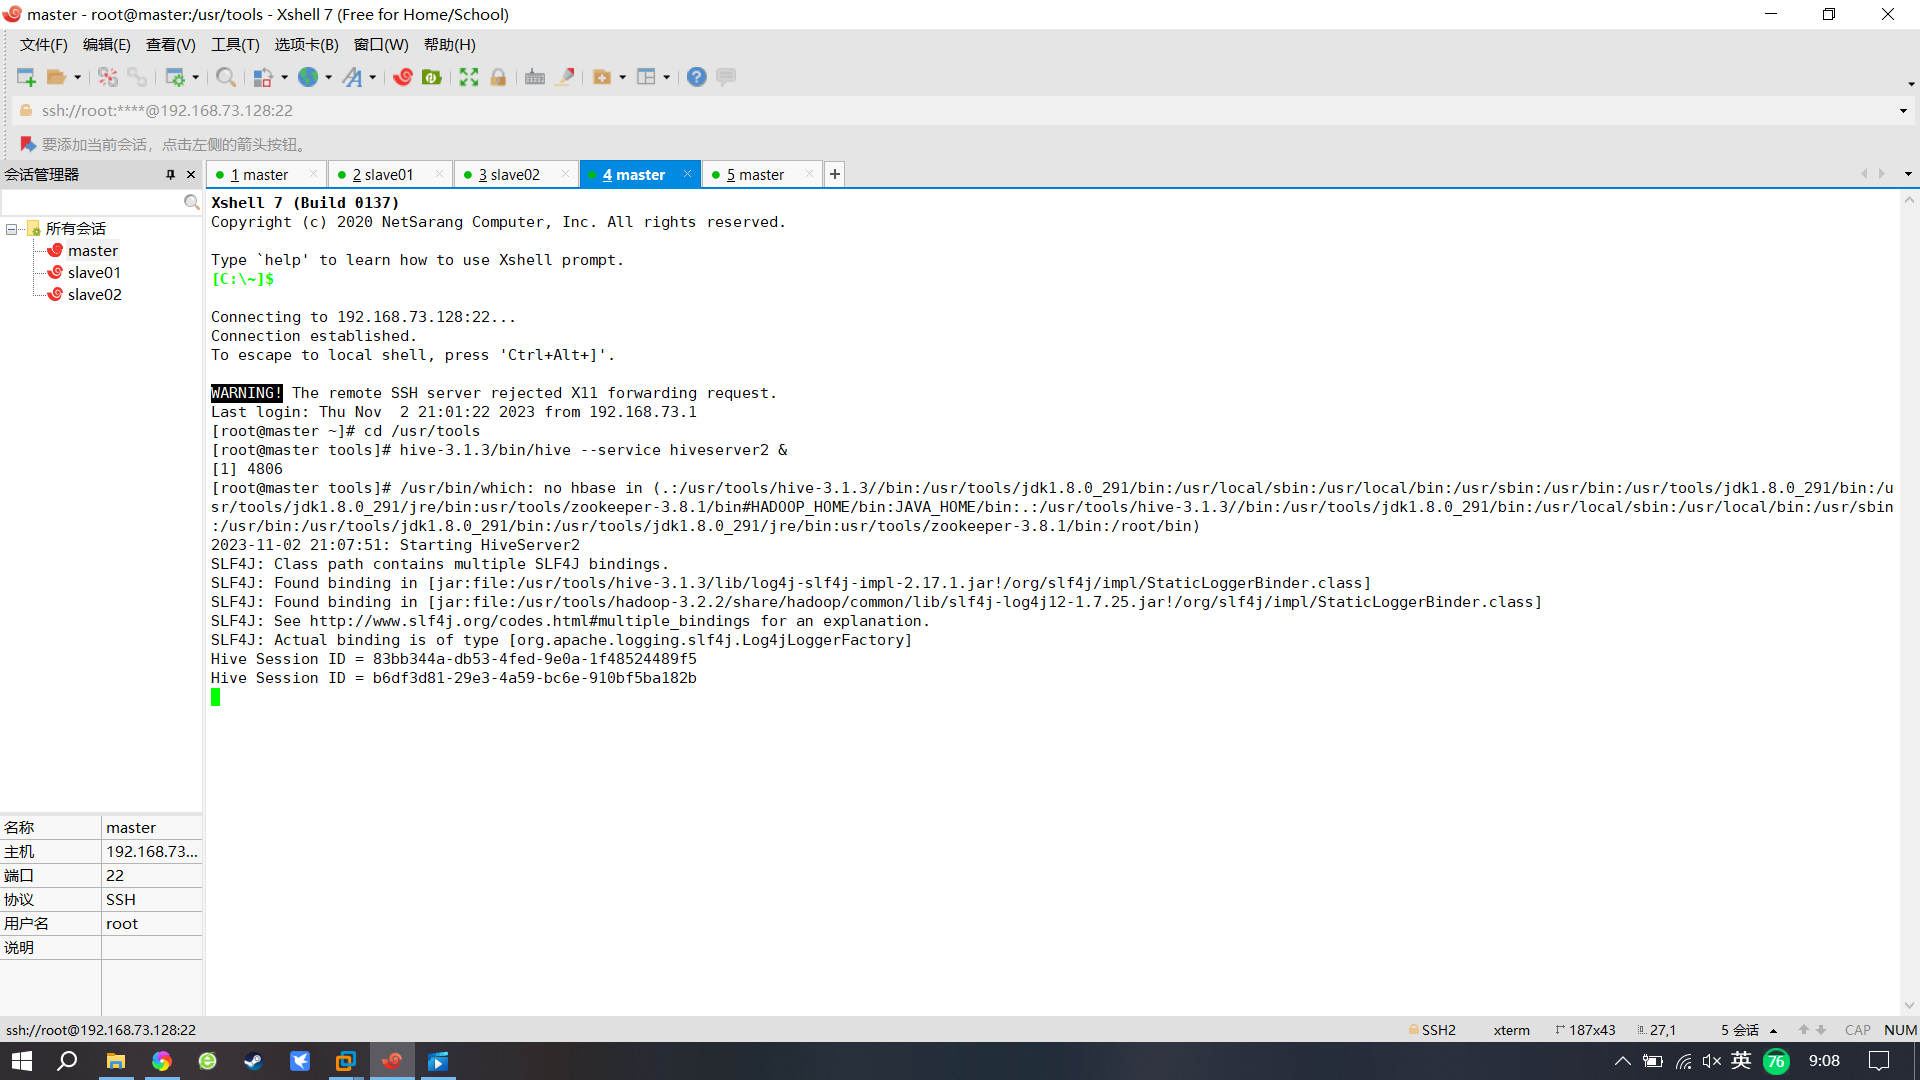 master - root@master:/usr/tools - Xshell 7 (Free for Home/School)
文件(F) 编辑(E) 查看(V) 工具(T) 选项卡(B) 窗口(W) 帮助(H)
ssh://root:****@192.168.73.128:22
要添加当前会话，点击左侧的箭头按钮。
会话管理器
1 master
2 slave01
3 slave02
4 master
5 master
所有会话
master
slave01
slave02
Xshell 7 (Build 0137)
Copyright (c) 2020 NetSarang Computer, Inc. All rights reserved.
Type `help' to learn how to use Xshell prompt.
[C:\~]$
Connecting to 192.168.73.128:22...
Connection established.
To escape to local shell, press 'Ctrl+Alt+]'.
WARNING! The remote SSH server rejected X11 forwarding request.
Last login: Thu Nov  2 21:01:22 2023 from 192.168.73.1
[root@master ~]# cd /usr/tools
[root@master tools]# hive-3.1.3/bin/hive --service hiveserver2 &
[1] 4806
[root@master tools]# /usr/bin/which: no hbase in (.:/usr/tools/hive-3.1.3//bin:/usr/tools/jdk1.8.0_291/bin:/usr/local/sbin:/usr/local/bin:/usr/sbin:/usr/bin:/usr/tools/jdk1.8.0_291/bin:/u
sr/tools/jdk1.8.0_291/jre/bin:usr/tools/zookeeper-3.8.1/bin#HADOOP_HOME/bin:JAVA_HOME/bin:.:/usr/tools/hive-3.1.3//bin:/usr/tools/jdk1.8.0_291/bin:/usr/local/sbin:/usr/local/bin:/usr/sbin
:/usr/bin:/usr/tools/jdk1.8.0_291/bin:/usr/tools/jdk1.8.0_291/jre/bin:usr/tools/zookeeper-3.8.1/bin:/root/bin)
2023-11-02 21:07:51: Starting HiveServer2
SLF4J: Class path contains multiple SLF4J bindings.
SLF4J: Found binding in [jar:file:/usr/tools/hive-3.1.3/lib/log4j-slf4j-impl-2.17.1.jar!/org/slf4j/impl/StaticLoggerBinder.class]
SLF4J: Found binding in [jar:file:/usr/tools/hadoop-3.2.2/share/hadoop/common/lib/slf4j-log4j12-1.7.25.jar!/org/slf4j/impl/StaticLoggerBinder.class]
SLF4J: See http://www.slf4j.org/codes.html#multiple_bindings for an explanation.
SLF4J: Actual binding is of type [org.apache.logging.slf4j.Log4jLoggerFactory]
Hive Session ID = 83bb344a-db53-4fed-9e0a-1f48524489f5
Hive Session ID = b6df3d81-29e3-4a59-bc6e-910bf5ba182b
名称 master
主机 192.168.73...
端口 22
协议 SSH
用户名 root
说明
ssh://root@192.168.73.128:22
SSH2 xterm 187x43 27,1 5 会话 CAP NUM
英 76 9:08